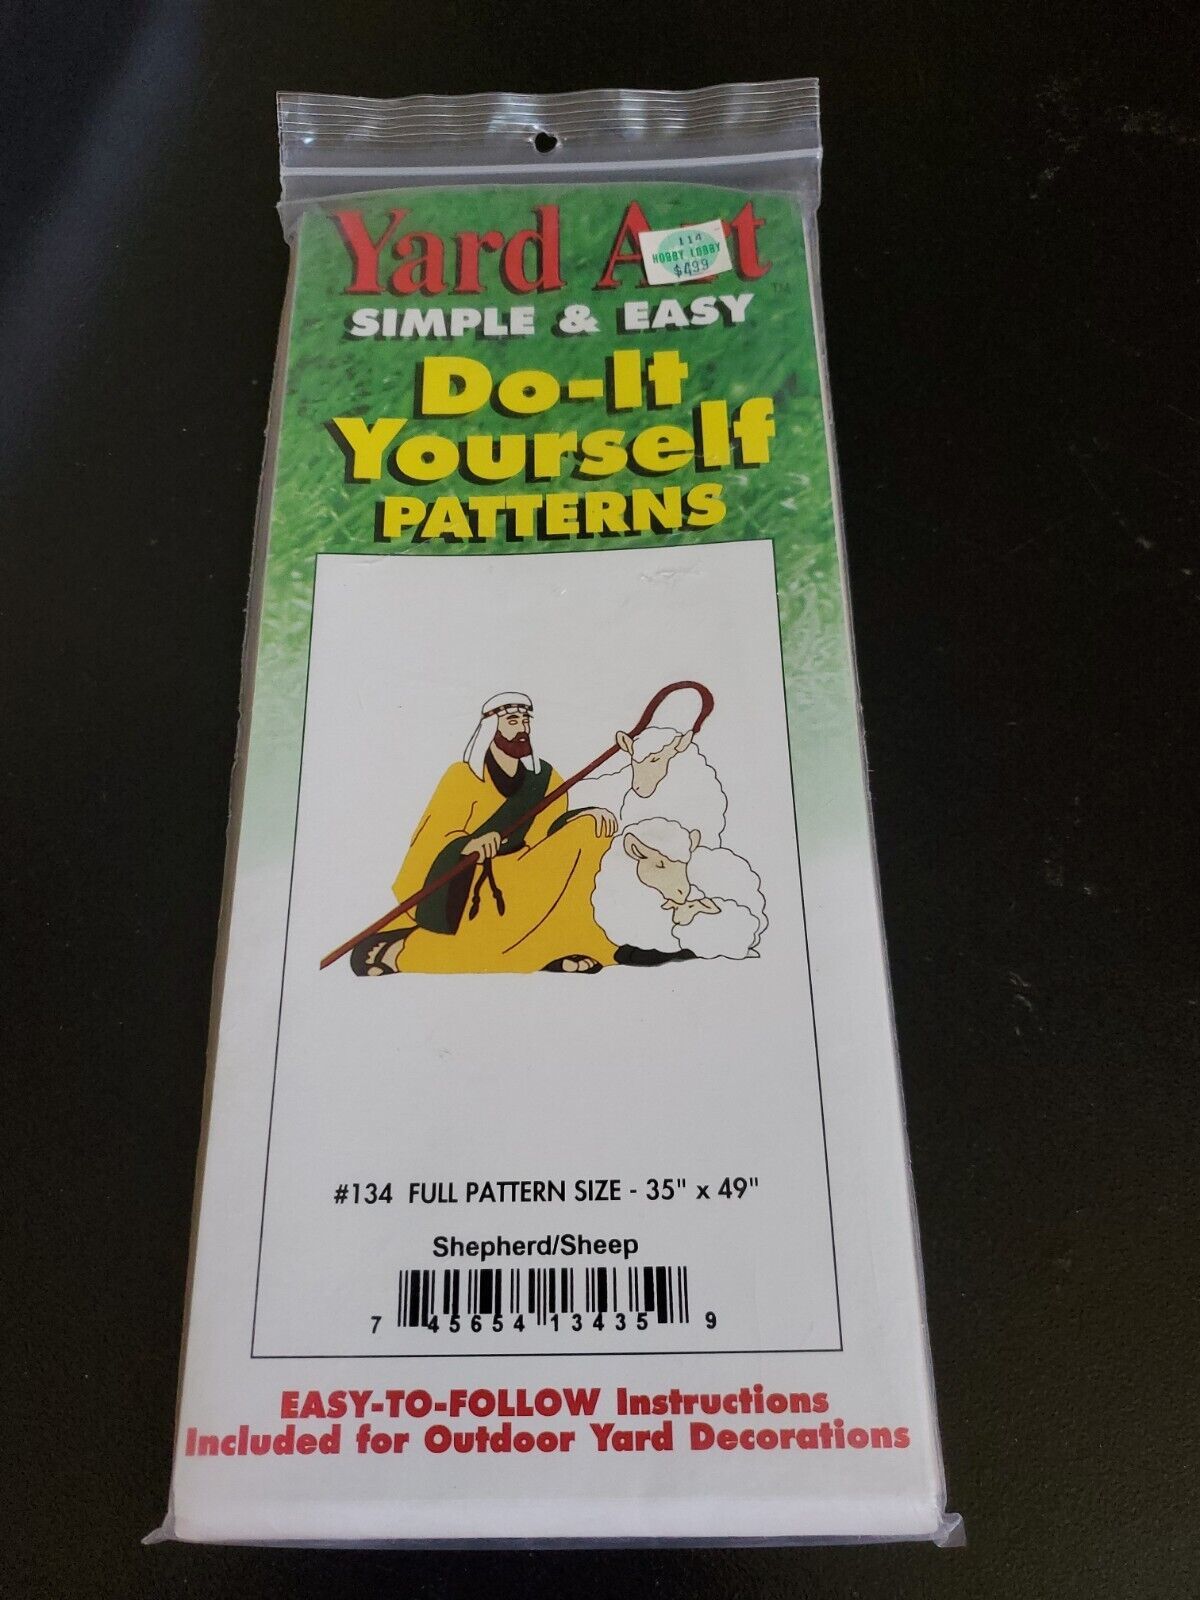 Yard Art
TM
114
HOBBY LOBBY
$4.99
SIMPLE & EASY
Do-It
Yourself
PATTERNS
#134 FULL PATTERN SIZE - 35" x 49"
Shepherd/Sheep
7 45654 13435 9
EASY-TO-FOLLOW Instructions
Included for Outdoor Yard Decorations